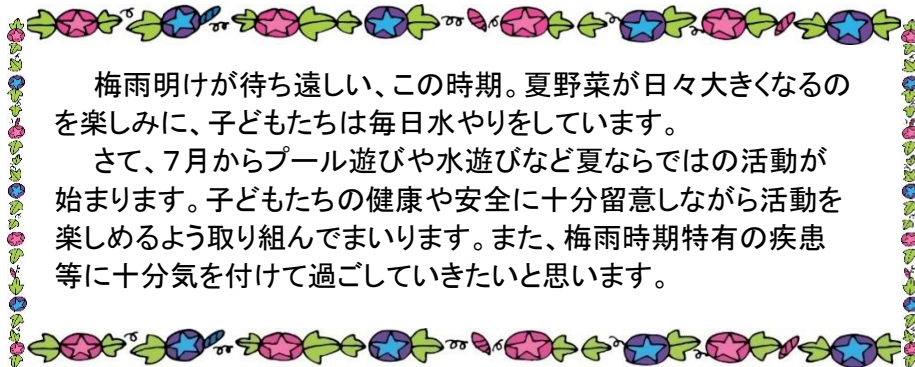 梅雨明けが待ち遠しい、この時期。夏野菜が日々大きくなるの
を楽しみに、子どもたちは毎日水やりをしています。
さて、７月からプール遊びや水遊びなど夏ならではの活動が
始まります。子どもたちの健康や安全に十分留意しながら活動を
楽しめるよう取り組んでまいります。また、梅雨時期特有の疾患
等に十分気を付けて過ごしていきたいと思います。